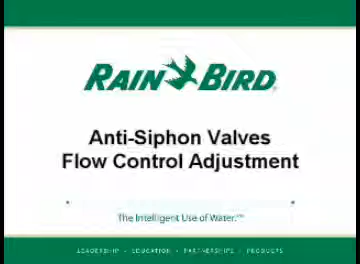 RAIN BIRD®
Anti-Siphon Valves
Flow Control Adjustment
The Intelligent Use of Water.™
LEADERSHIP • EDUCATION • PARTNERSHIPS • PRODUCTS